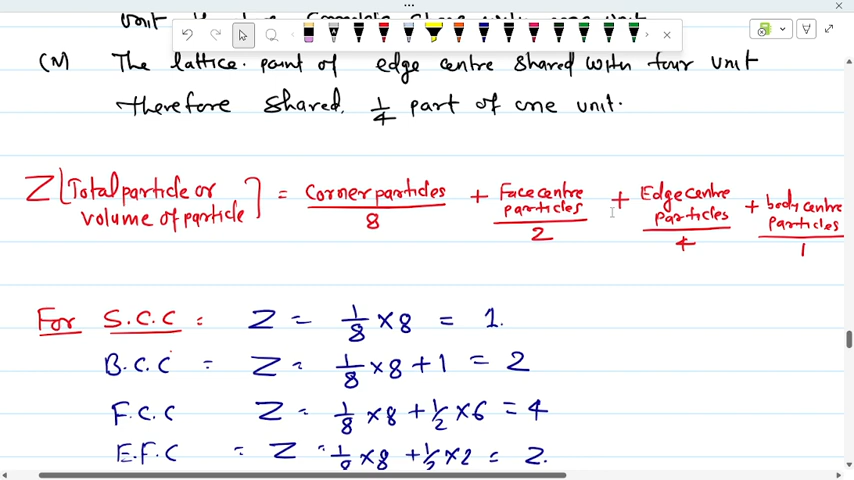 unit
(N) The lattice point of edge centre shared with four unit
therefore shared 1/4 part of one unit.
Z [Total particle or volume of particle] = Corner particles/8 + Face centre particles/2 + Edge centre particles/4 + body centre particles/1
For S.C.C = Z = 1/8 × 8 = 1.
B.C.C = Z = 1/8 × 8 + 1 = 2
F.C.C Z = 1/8 × 8 + 1/2 × 6 = 4
E.F.C = Z = 1/8 × 8 + 1/2 × 2 = 2.